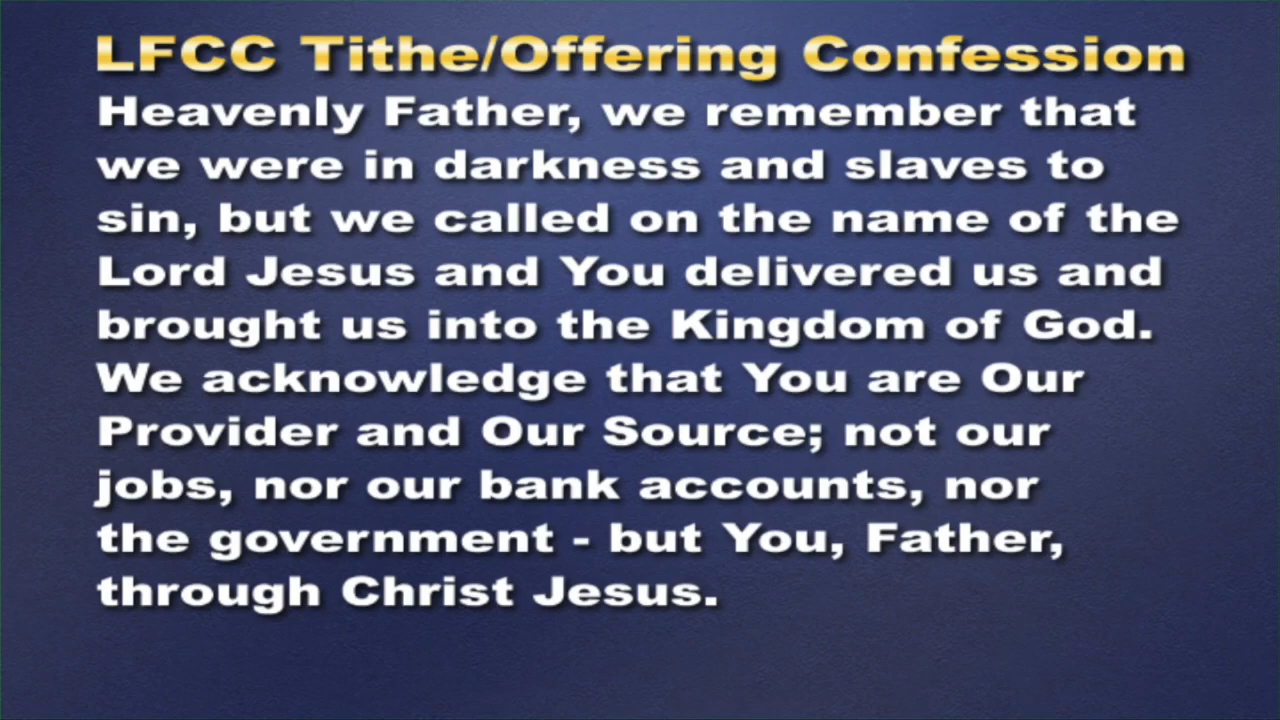 LFCC Tithe/Offering Confession
Heavenly Father, we remember that
we were in darkness and slaves to
sin, but we called on the name of the
Lord Jesus and You delivered us and
brought us into the Kingdom of God.
We acknowledge that You are Our
Provider and Our Source; not our
jobs, nor our bank accounts, nor
the government - but You, Father,
through Christ Jesus.